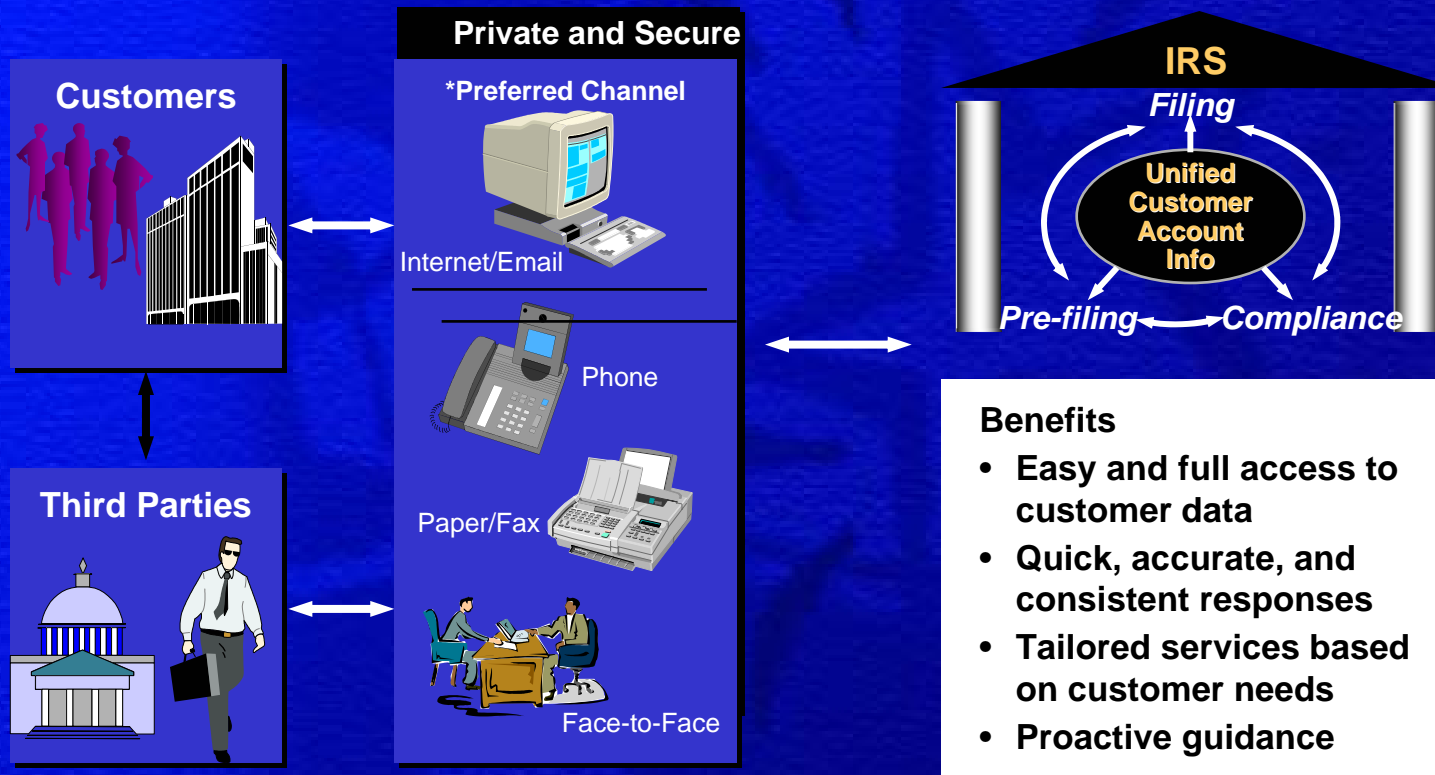 Private and Secure
Customers
*Preferred Channel
Internet/Email
Phone
Paper/Fax
Face-to-Face
Third Parties
IRS
Filing
Unified
Customer
Account
Info
Pre-filing
Compliance
Benefits
• Easy and full access to
customer data
• Quick, accurate, and
consistent responses
• Tailored services based
on customer needs
• Proactive guidance